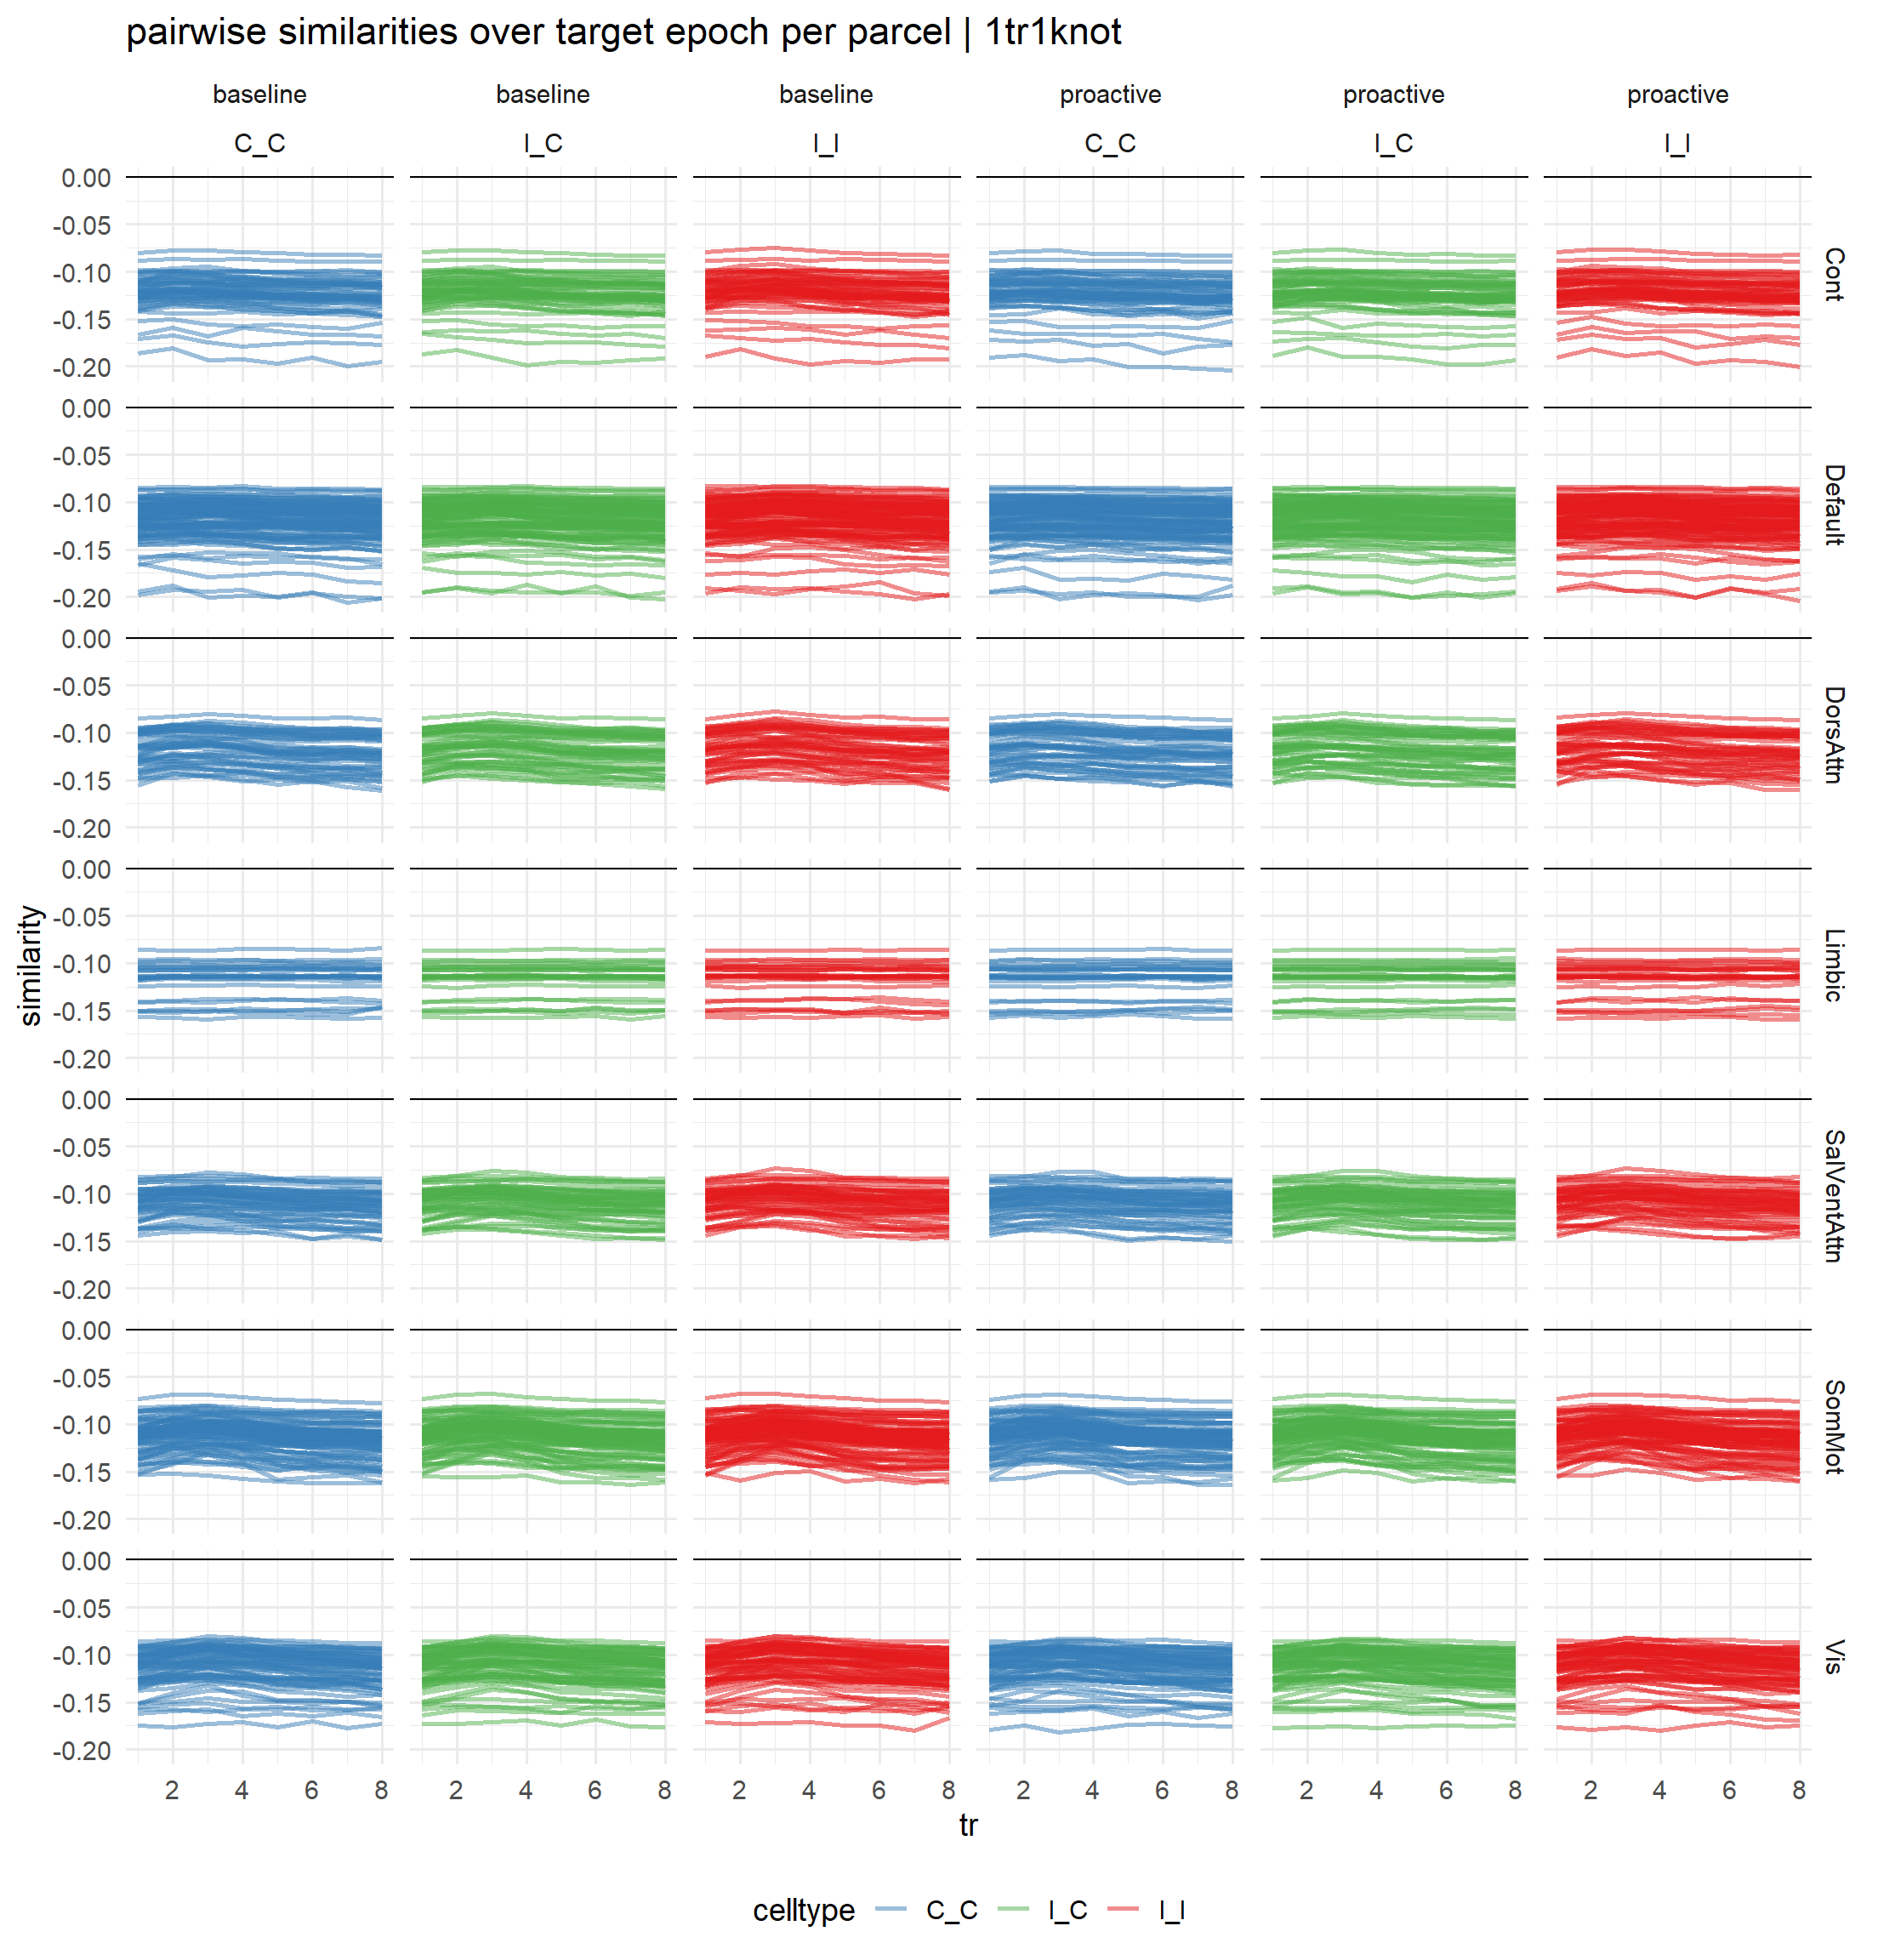 pairwise similarities over target epoch per parcel | 1tr1knot
baseline baseline baseline proactive proactive proactive
C_C I_C I_I C_C I_C I_I
0.00
-0.05
-0.10
-0.15
-0.20
Cont
0.00
-0.05
-0.10
-0.15
-0.20
Default
0.00
-0.05
-0.10
-0.15
-0.20
DorsAttn
0.00
-0.05
-0.10
-0.15
-0.20
Limbic
similarity
0.00
-0.05
-0.10
-0.15
-0.20
SalVentAttn
0.00
-0.05
-0.10
-0.15
-0.20
SomMot
0.00
-0.05
-0.10
-0.15
-0.20
Vis
2 4 6 8 2 4 6 8 2 4 6 8 2 4 6 8 2 4 6 8 2 4 6 8
tr
celltype C_C I_C I_I